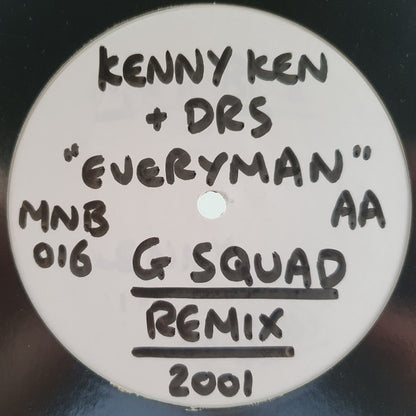 KENNY KEN
+ DRS
"EVERYMAN"
MNB
016
AA
G SQUAD
REMIX
2001